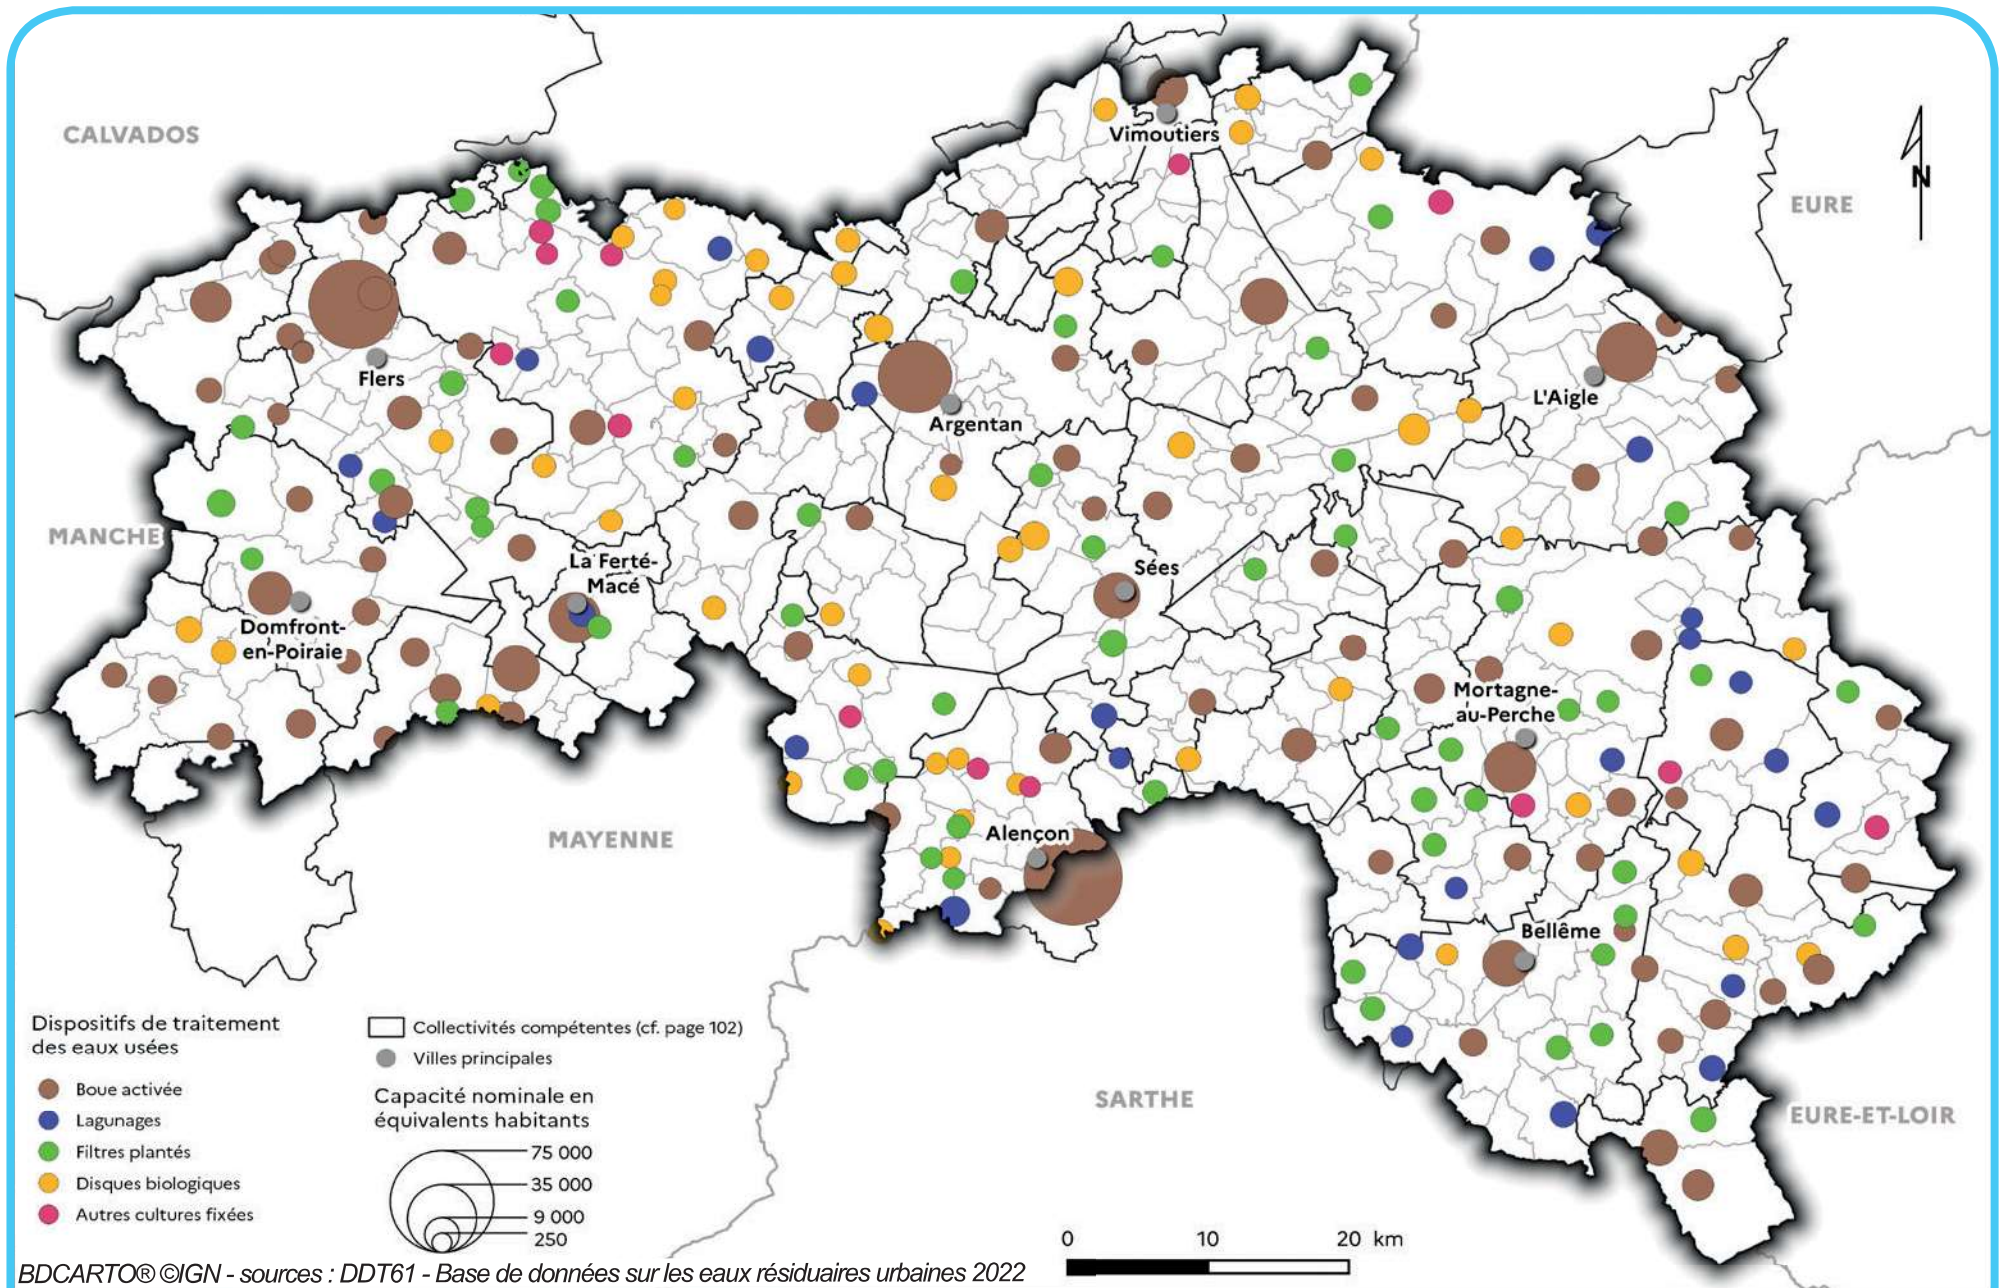 CALVADOS
Vimoutiers
N
EURE
Flers
L'Aigle
Argentan
MANCHE
La Ferté-
Macé
Sées
Domfront-
en-Poiraie
Mortagne-
au-Perche
MAYENNE
Alençon
Bellême
Dispositifs de traitement
des eaux usées
Boue activée
Lagunages
Filtres plantés
Disques biologiques
Autres cultures fixées
Collectivités compétentes (cf. page 102)
Villes principales
Capacité nominale en
équivalents habitants
75 000
35 000
9 000
250
SARTHE
EURE-ET-LOIR
0 10 20 km
BDCARTO® ©IGN - sources : DDT61 - Base de données sur les eaux résiduaires urbaines 2022